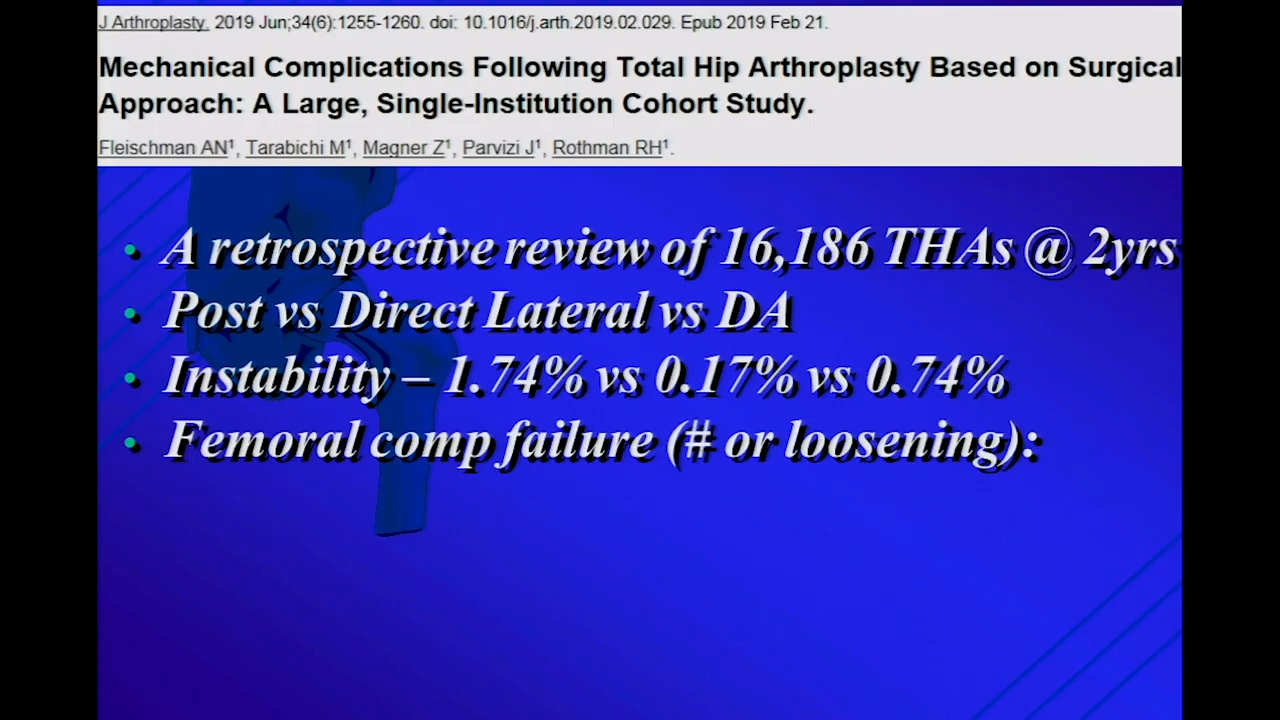 J Arthroplasty. 2019 Jun;34(6):1255-1260. doi: 10.1016/j.arth.2019.02.029. Epub 2019 Feb 21.
Mechanical Complications Following Total Hip Arthroplasty Based on Surgical
Approach: A Large, Single-Institution Cohort Study.
Fleischman AN¹, Tarabichi M¹, Magner Z¹, Parvizi J¹, Rothman RH¹.
• A retrospective review of 16,186 THAs @ 2yrs
• Post vs Direct Lateral vs DA
• Instability – 1.74% vs 0.17% vs 0.74%
• Femoral comp failure (# or loosening):